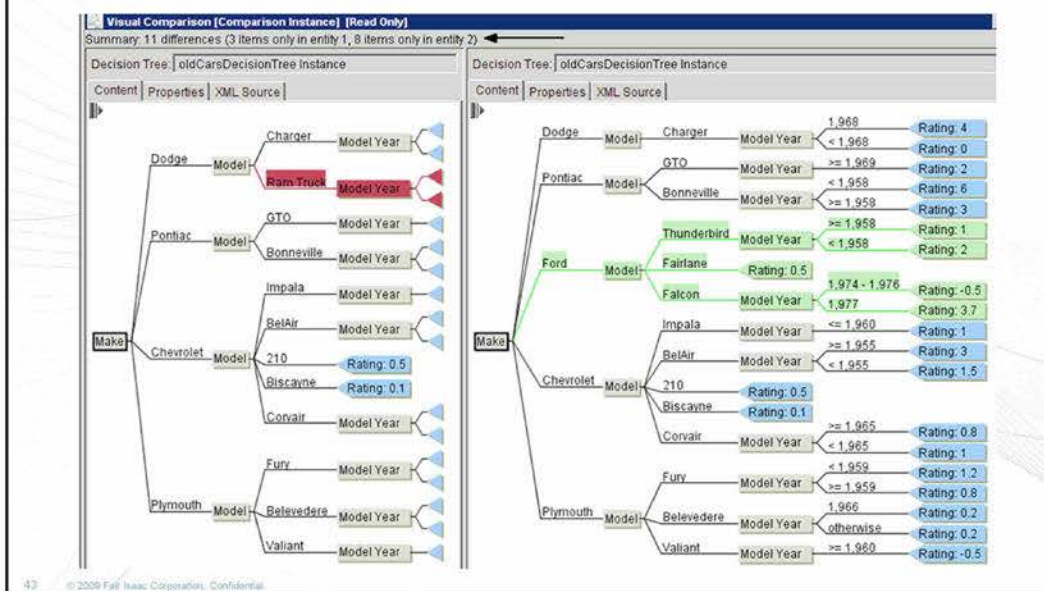 Visual Comparison [Comparison Instance] [Read Only]
Summary: 11 differences (3 items only in entity 1, 8 items only in entity 2)
Decision Tree: oldCarsDecisionTree Instance
Content Properties XML Source
Make
Dodge
Model
Charger
Model Year
Ram Truck
Model Year
Pontiac
Model
GTO
Model Year
Bonneville
Model Year
Chevrolet
Model
Impala
Model Year
BelAir
Model Year
210
Rating: 0.5
Biscayne
Rating: 0.1
Corvair
Model Year
Plymouth
Model
Fury
Model Year
Belevedere
Model Year
Valiant
Model Year
Decision Tree: oldCarsDecisionTree Instance
Content Properties XML Source
Make
Dodge
Model
Charger
Model Year
1,968
Rating: 4
< 1,968
Rating: 0
Pontiac
Model
GTO
Model Year
>= 1,969
Rating: 2
Bonneville
Model Year
< 1,958
Rating: 6
>= 1,958
Rating: 3
Ford
Model
Thunderbird
Model Year
>= 1,958
Rating: 1
< 1,958
Rating: 2
Fairlane
Rating: 0.5
Falcon
Model Year
1,974 - 1,976
Rating: -0.5
1,977
Rating: 3.7
Chevrolet
Model
Impala
Model Year
<= 1,960
Rating: 1
BelAir
Model Year
>= 1,955
Rating: 3
< 1,955
Rating: 1.5
210
Rating: 0.5
Biscayne
Rating: 0.1
Corvair
Model Year
>= 1,965
Rating: 0.8
< 1,965
Rating: 1
Plymouth
Model
Fury
Model Year
< 1,959
Rating: 1.2
>= 1,959
Rating: 0.8
Belevedere
Model Year
1,966
Rating: 0.2
otherwise
Rating: 0.2
Valiant
Model Year
>= 1,960
Rating: -0.5
43 © 2009 Fair Isaac Corporation. Confidential.